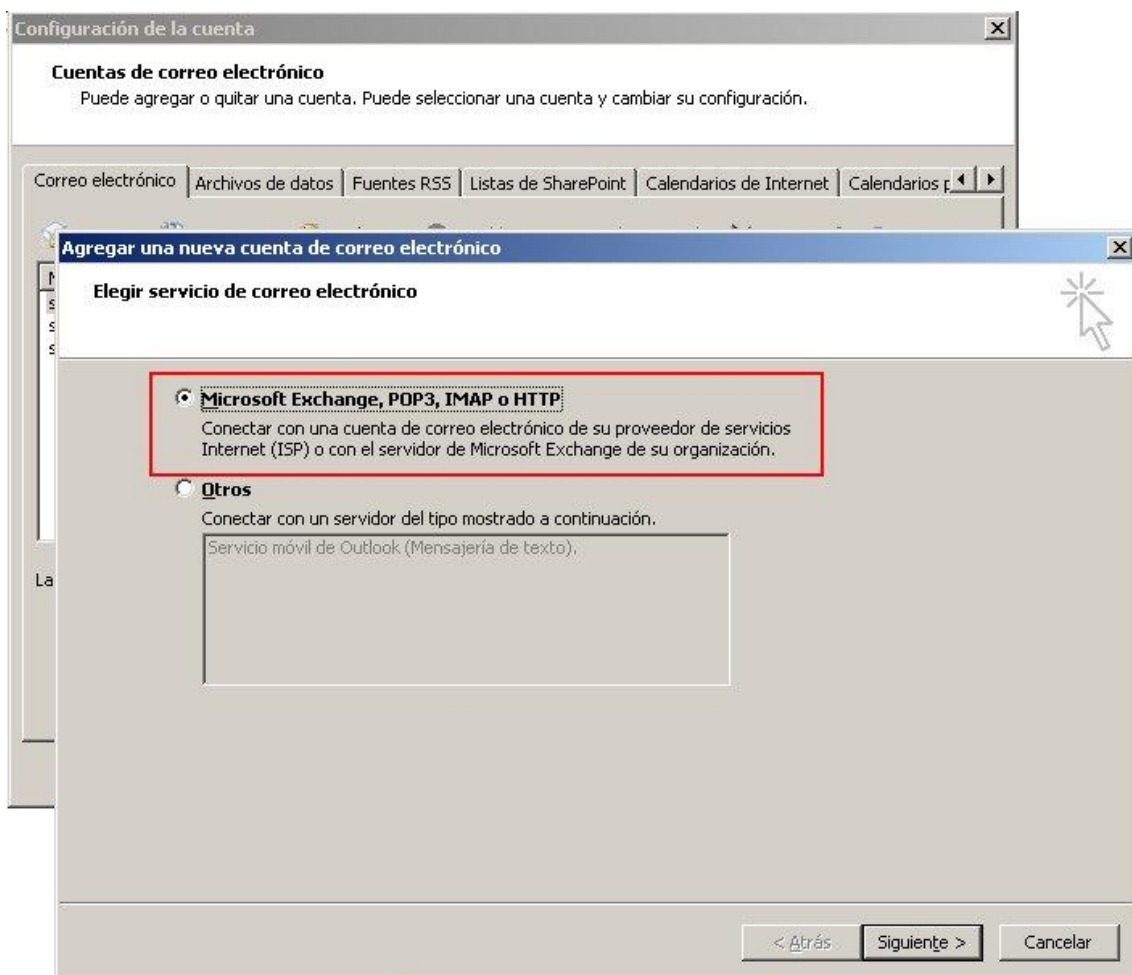 Configuración de la cuenta
Cuentas de correo electrónico
Puede agregar o quitar una cuenta. Puede seleccionar una cuenta y cambiar su configuración.
Correo electrónico Archivos de datos Fuentes RSS Listas de SharePoint Calendarios de Internet Calendarios
Agregar una nueva cuenta de correo electrónico
Elegir servicio de correo electrónico
Microsoft Exchange, POP3, IMAP o HTTP
Conectar con una cuenta de correo electrónico de su proveedor de servicios
Internet (ISP) o con el servidor de Microsoft Exchange de su organización.
Otros
Conectar con un servidor del tipo mostrado a continuación.
Servicio móvil de Outlook (Mensajería de texto).
La
< Atrás Siguiente > Cancelar